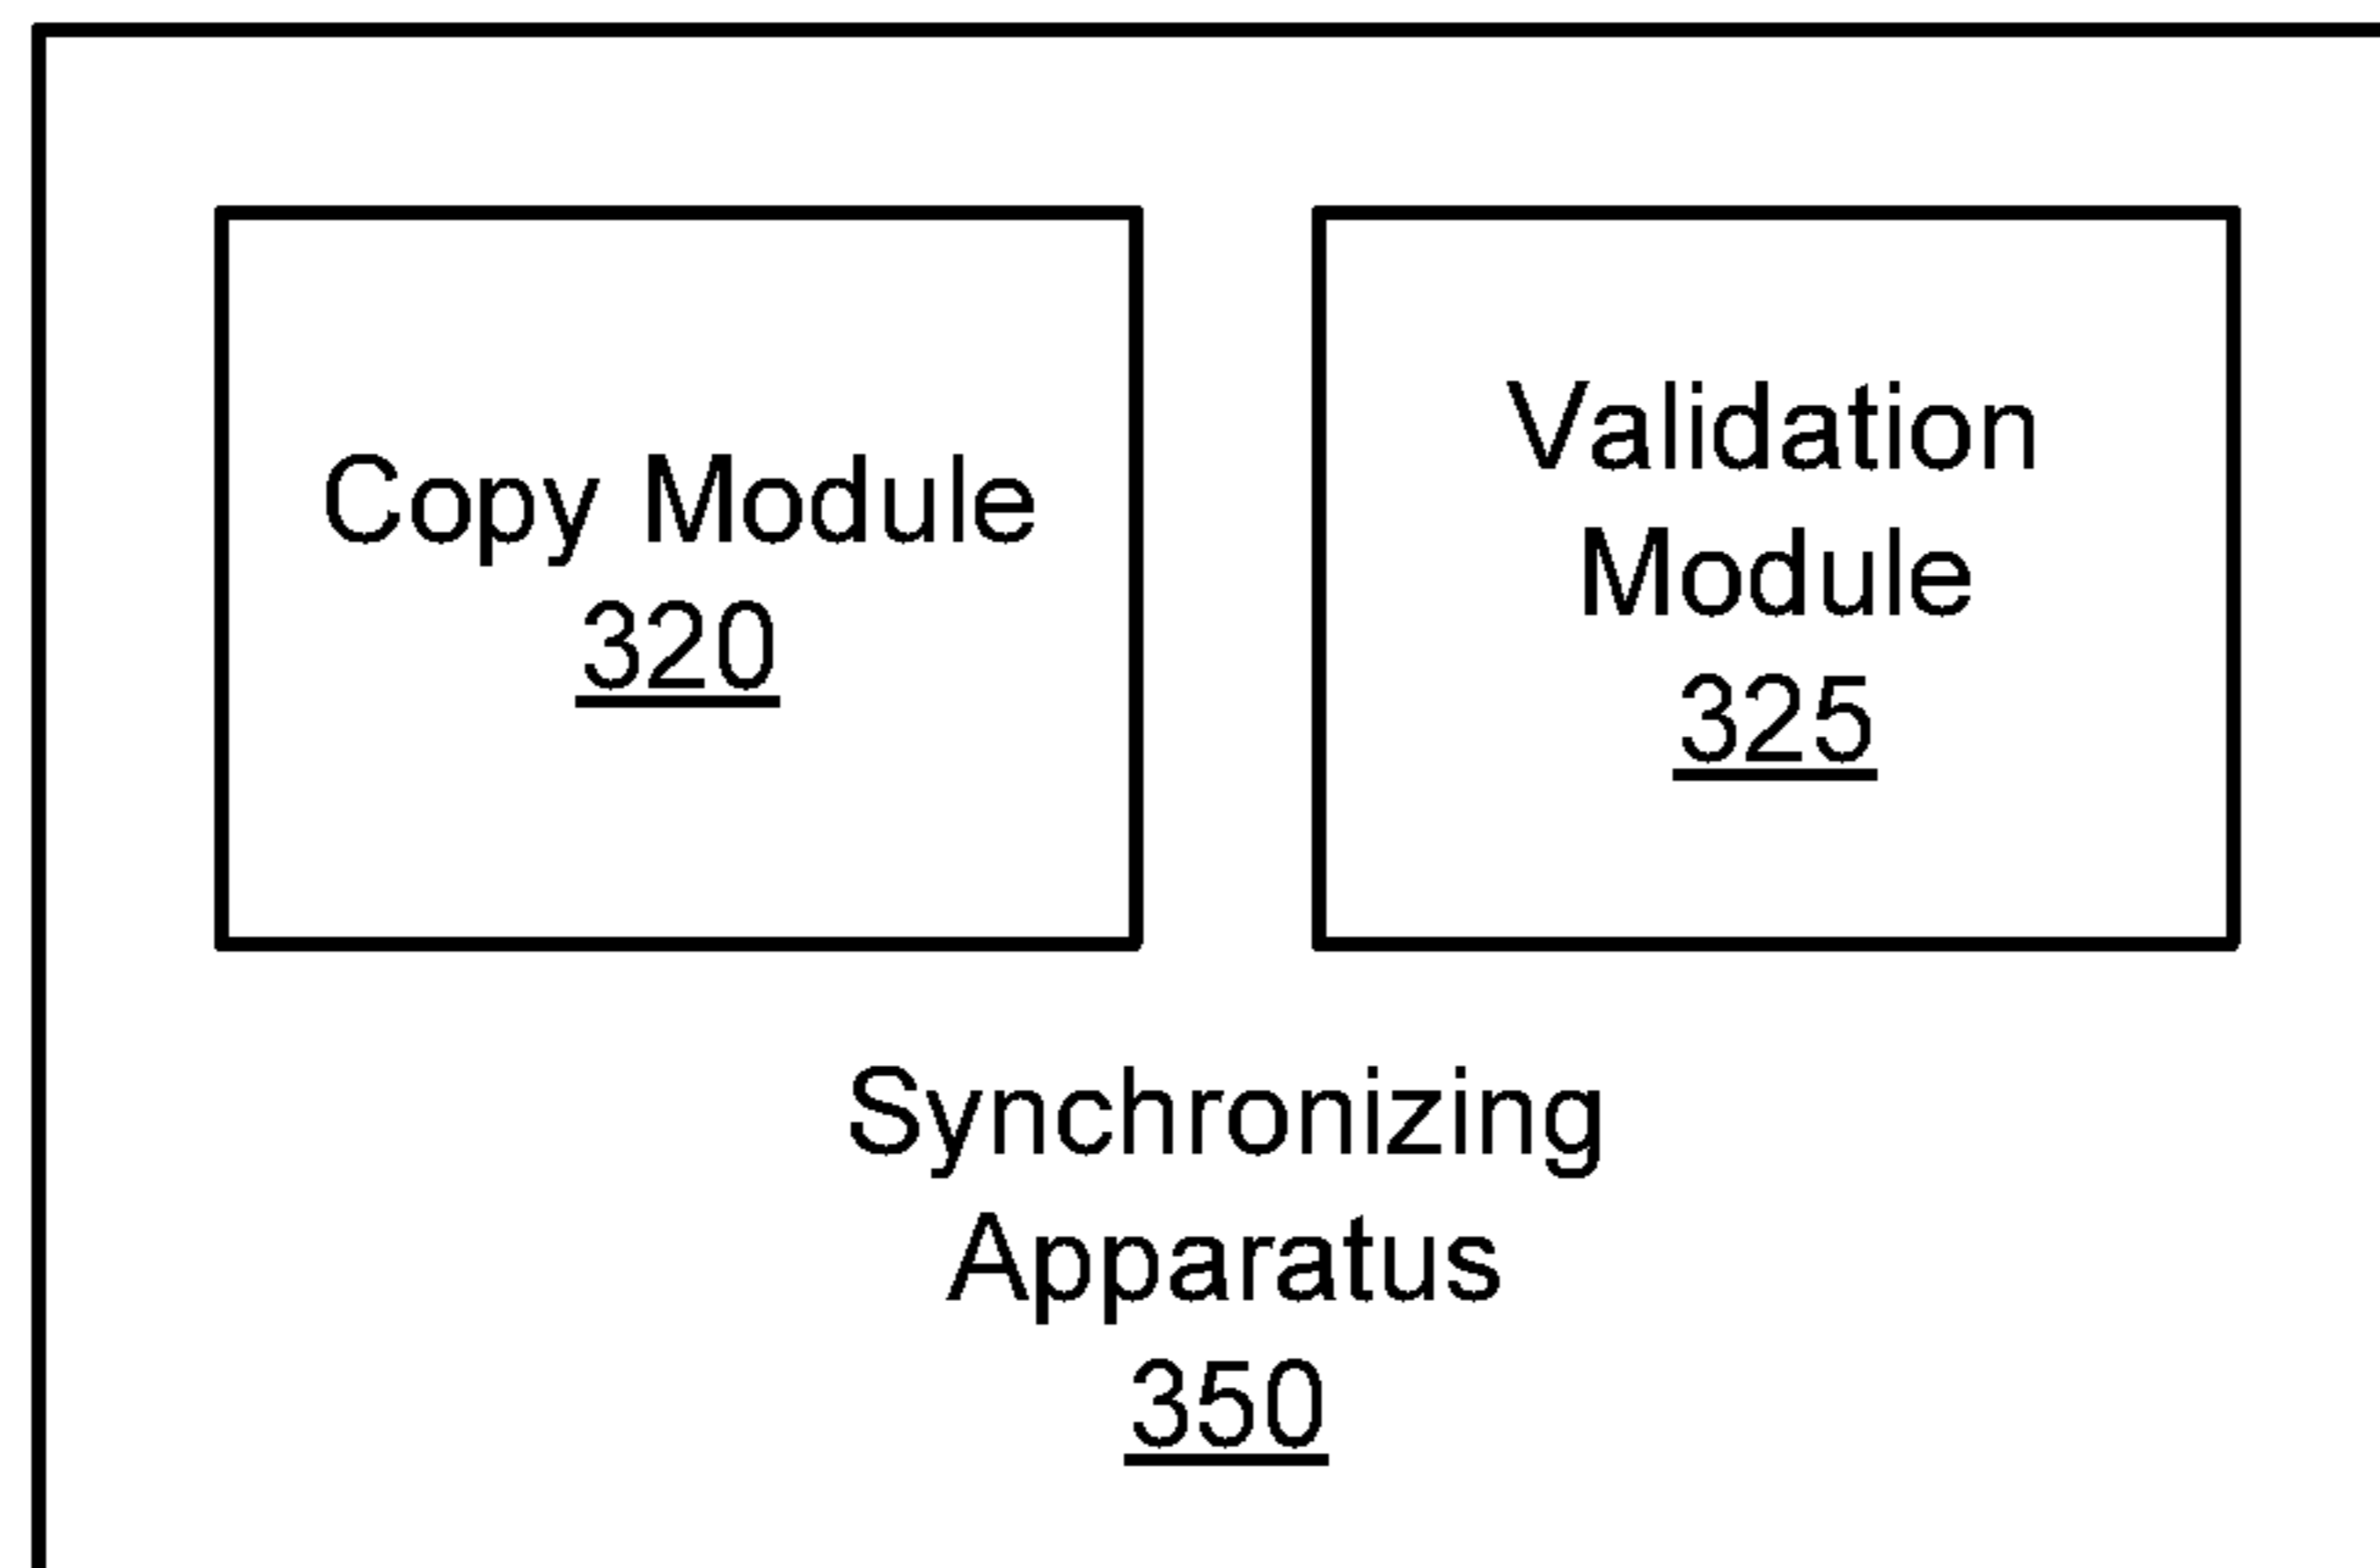 Copy Module
320
Validation
Module
325
Synchronizing
Apparatus
350